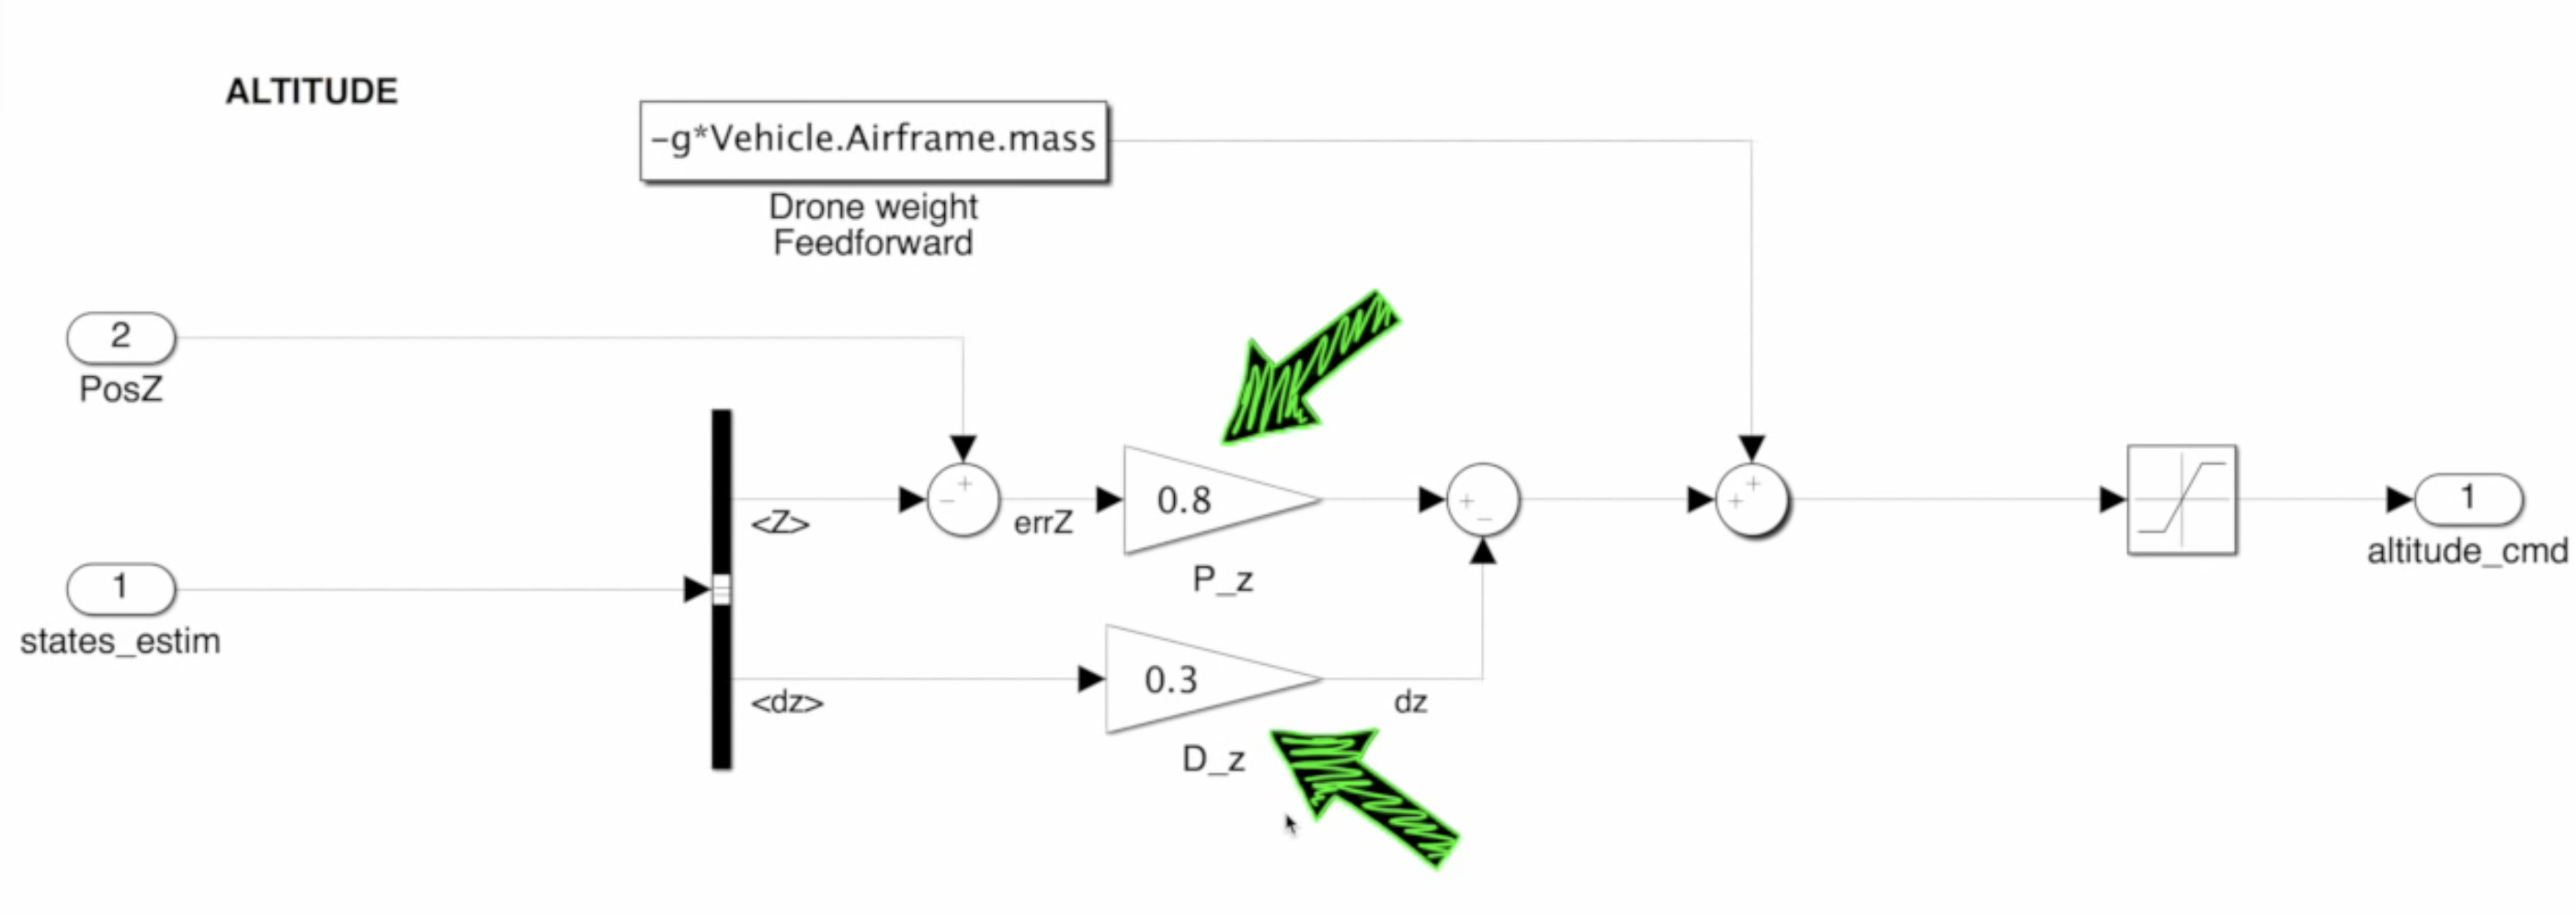 ALTITUDE
-g*Vehicle.Airframe.mass
Drone weight
Feedforward
2
PosZ
<Z>
errZ
0.8
P_z
1
altitude_cmd
1
states_estim
<dz>
0.3
dz
D_z